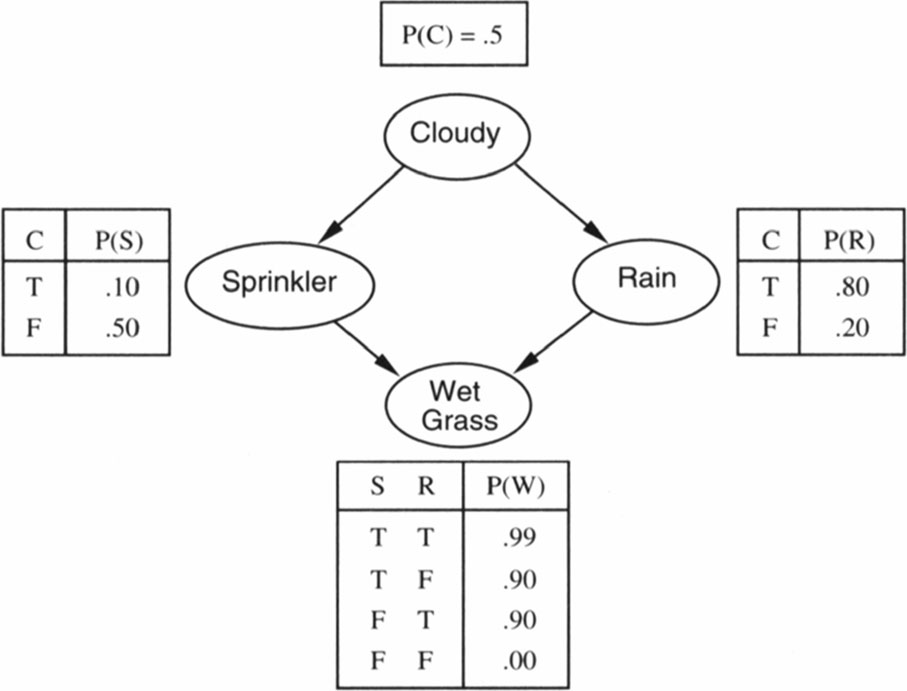 P(C) = .5
Cloudy
C P(S)
T .10
F .50
Sprinkler
Rain
C P(R)
T .80
F .20
Wet
Grass
S R P(W)
T T .99
T F .90
F T .90
F F .00